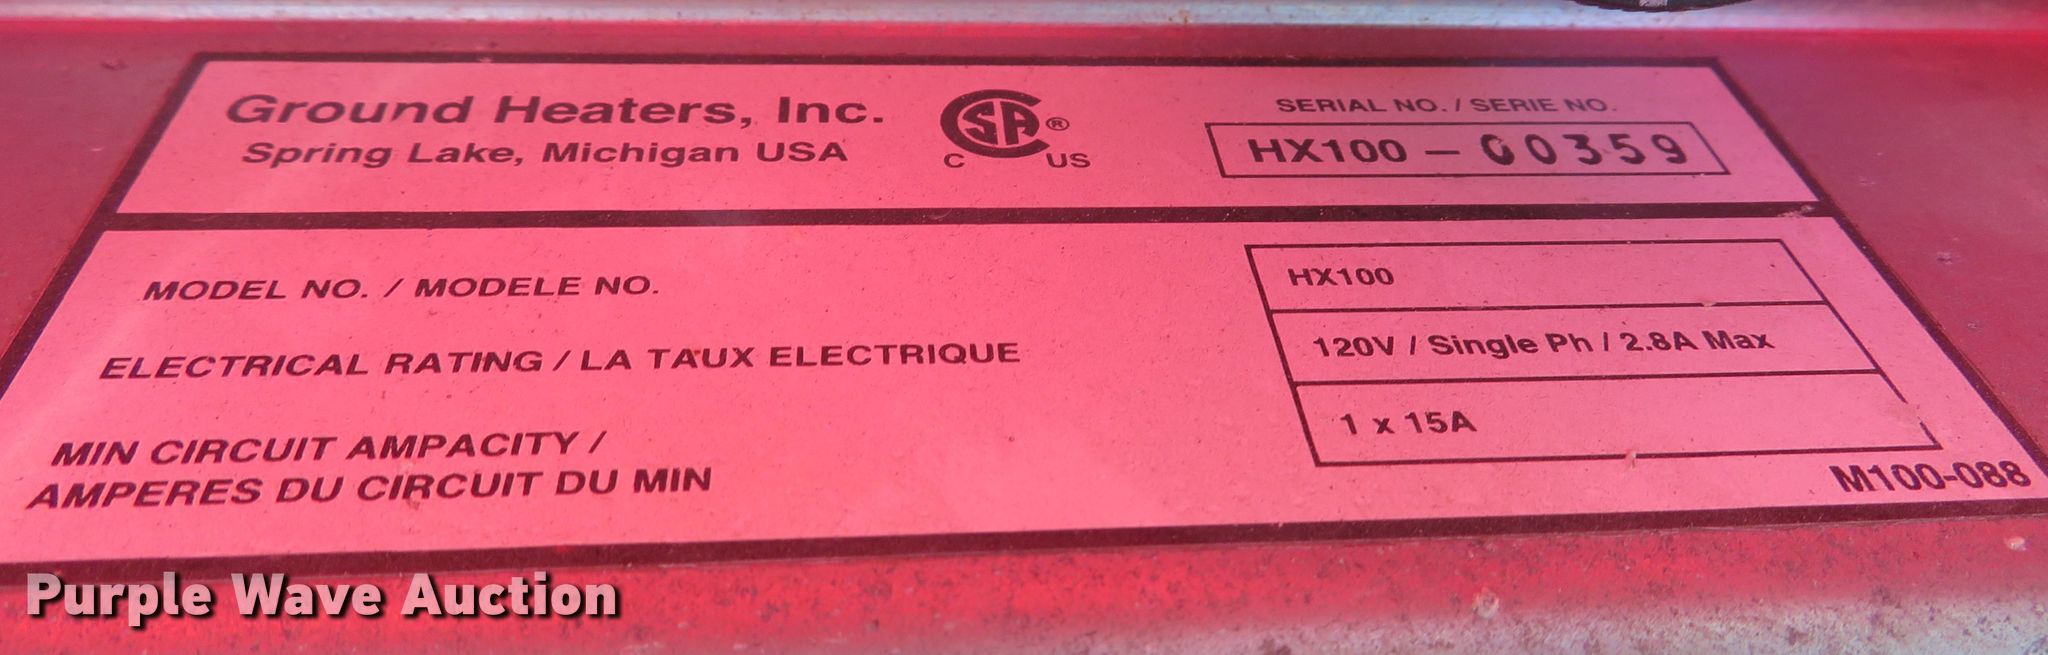 Ground Heaters, Inc.
Spring Lake, Michigan USA
CSA®
C US
SERIAL NO. / SERIE NO.
HX100 - 00359
MODEL NO. / MODELE NO.
HX100
ELECTRICAL RATING / LA TAUX ELECTRIQUE
120V / Single Ph / 2.8A Max
MIN CIRCUIT AMPACITY /
AMPERES DU CIRCUIT DU MIN
1 x 15A
M100-088
Purple Wave Auction